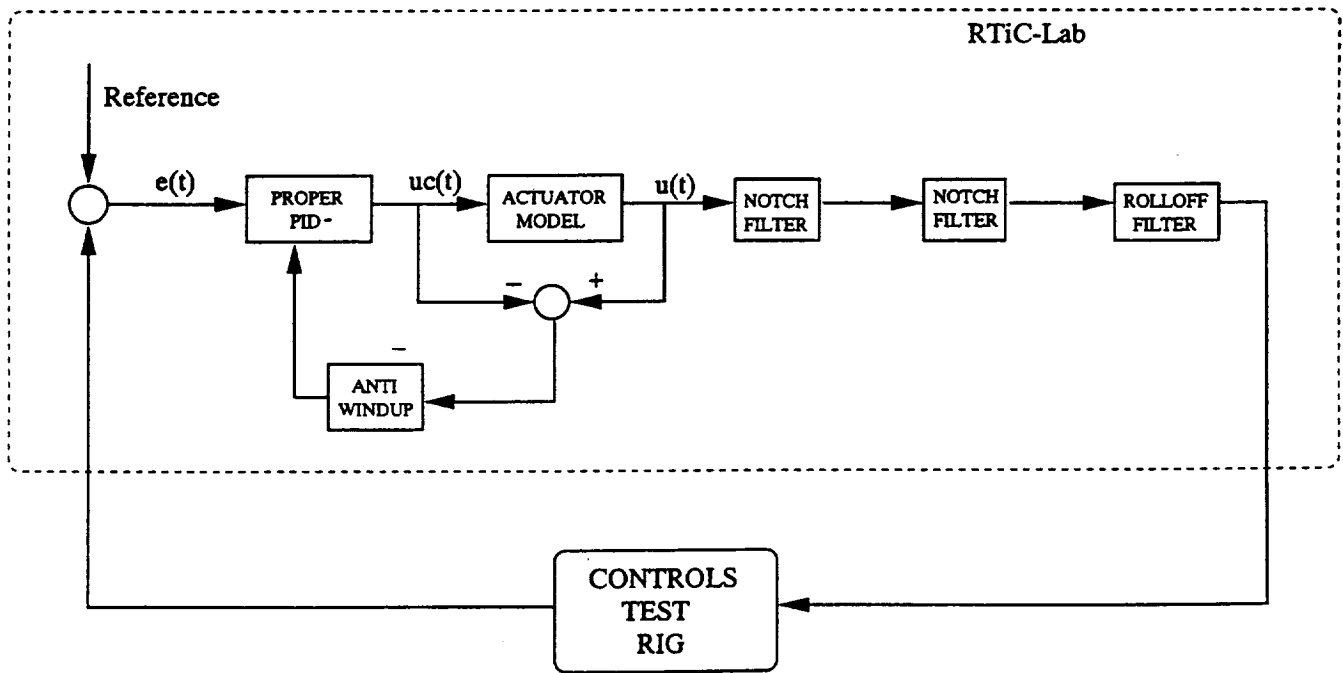 RTiC-Lab
Reference
e(t)
PROPER
PID-
uc(t)
ACTUATOR
MODEL
u(t)
NOTCH
FILTER
NOTCH
FILTER
ROLLOFF
FILTER
−
+
−
ANTI
WINDUP
CONTROLS
TEST
RIG